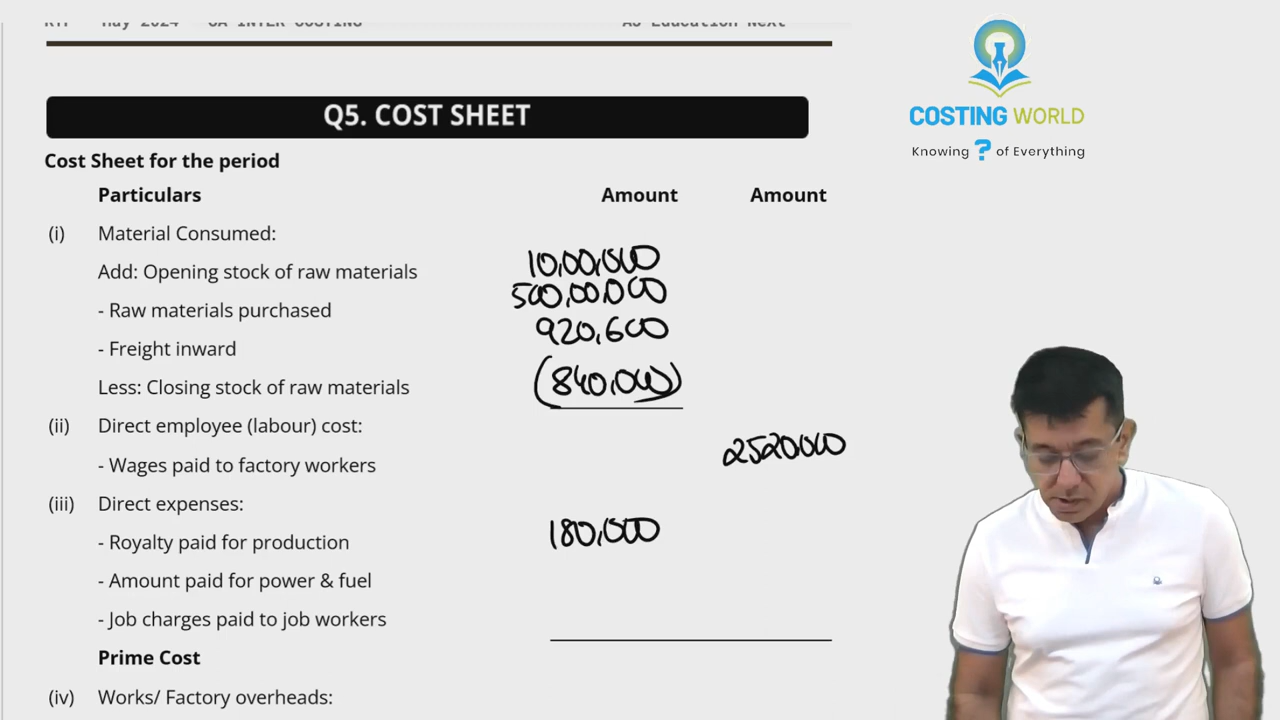 Q5. COST SHEET
COSTING WORLD
Knowing ? of Everything
Cost Sheet for the period
Particulars Amount Amount
(i) Material Consumed:
Add: Opening stock of raw materials 10,00,000
- Raw materials purchased 500,00,000
- Freight inward 920,600
Less: Closing stock of raw materials (840,000)
(ii) Direct employee (labour) cost:
- Wages paid to factory workers 2520000
(iii) Direct expenses:
- Royalty paid for production 180,000
- Amount paid for power & fuel
- Job charges paid to job workers
Prime Cost
(iv) Works/ Factory overheads: